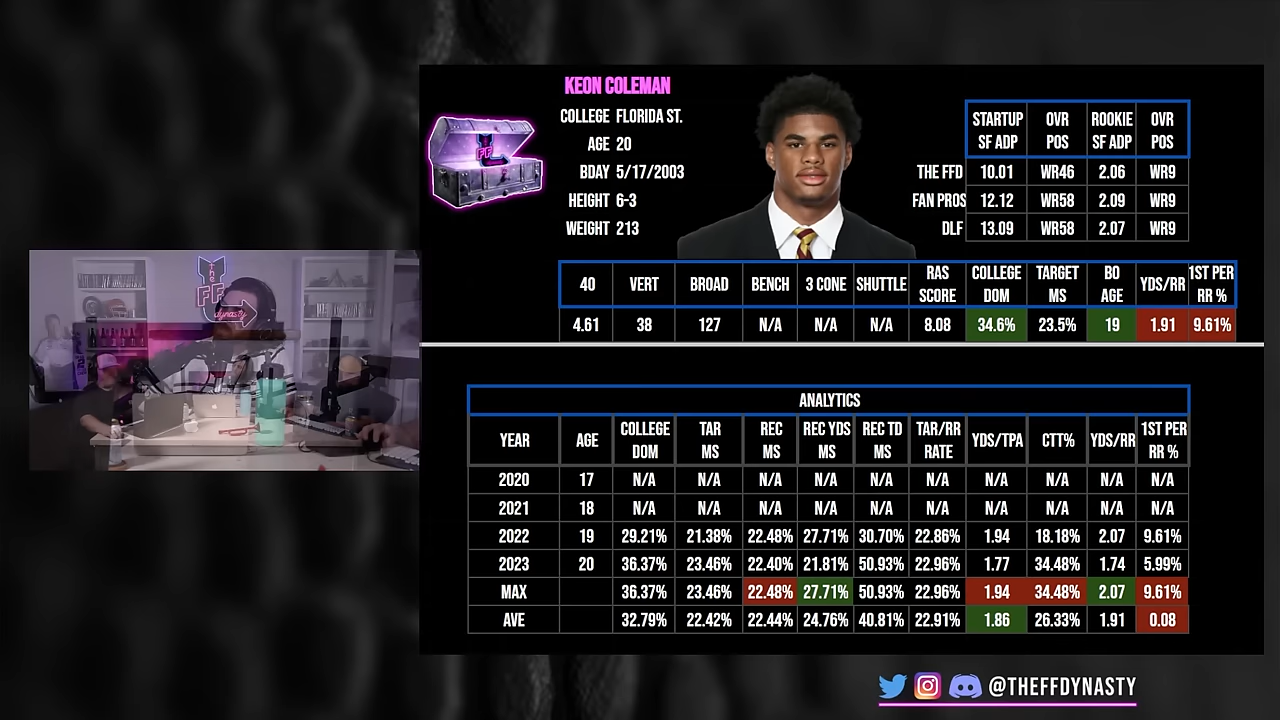 KEON COLEMAN
COLLEGE FLORIDA ST.
AGE 20
BDAY 5/17/2003
HEIGHT 6-3
WEIGHT 213
FF
STARTUP SF ADP OVR POS ROOKIE SF ADP OVR POS
THE FFD 10.01 WR46 2.06 WR9
FAN PROS 12.12 WR58 2.09 WR9
DLF 13.09 WR58 2.07 WR9
40 VERT BROAD BENCH 3 CONE SHUTTLE RAS SCORE COLLEGE DOM TARGET MS BO AGE YDS/RR 1ST PER RR %
4.61 38 127 N/A N/A N/A 8.08 34.6% 23.5% 19 1.91 9.61%
the
FF
dynasty
ANALYTICS
YEAR AGE COLLEGE DOM TAR MS REC MS REC YDS MS REC TD MS TAR/RR RATE YDS/TPA CTT% YDS/RR 1ST PER RR %
2020 17 N/A N/A N/A N/A N/A N/A N/A N/A N/A N/A
2021 18 N/A N/A N/A N/A N/A N/A N/A N/A N/A N/A
2022 19 29.21% 21.38% 22.48% 27.71% 30.70% 22.86% 1.94 18.18% 2.07 9.61%
2023 20 36.37% 23.46% 22.40% 21.81% 50.93% 22.96% 1.77 34.48% 1.74 5.99%
MAX 36.37% 23.46% 22.48% 27.71% 50.93% 22.96% 1.94 34.48% 2.07 9.61%
AVE 32.79% 22.42% 22.44% 24.76% 40.81% 22.91% 1.86 26.33% 1.91 0.08
@THEFFDYNASTY